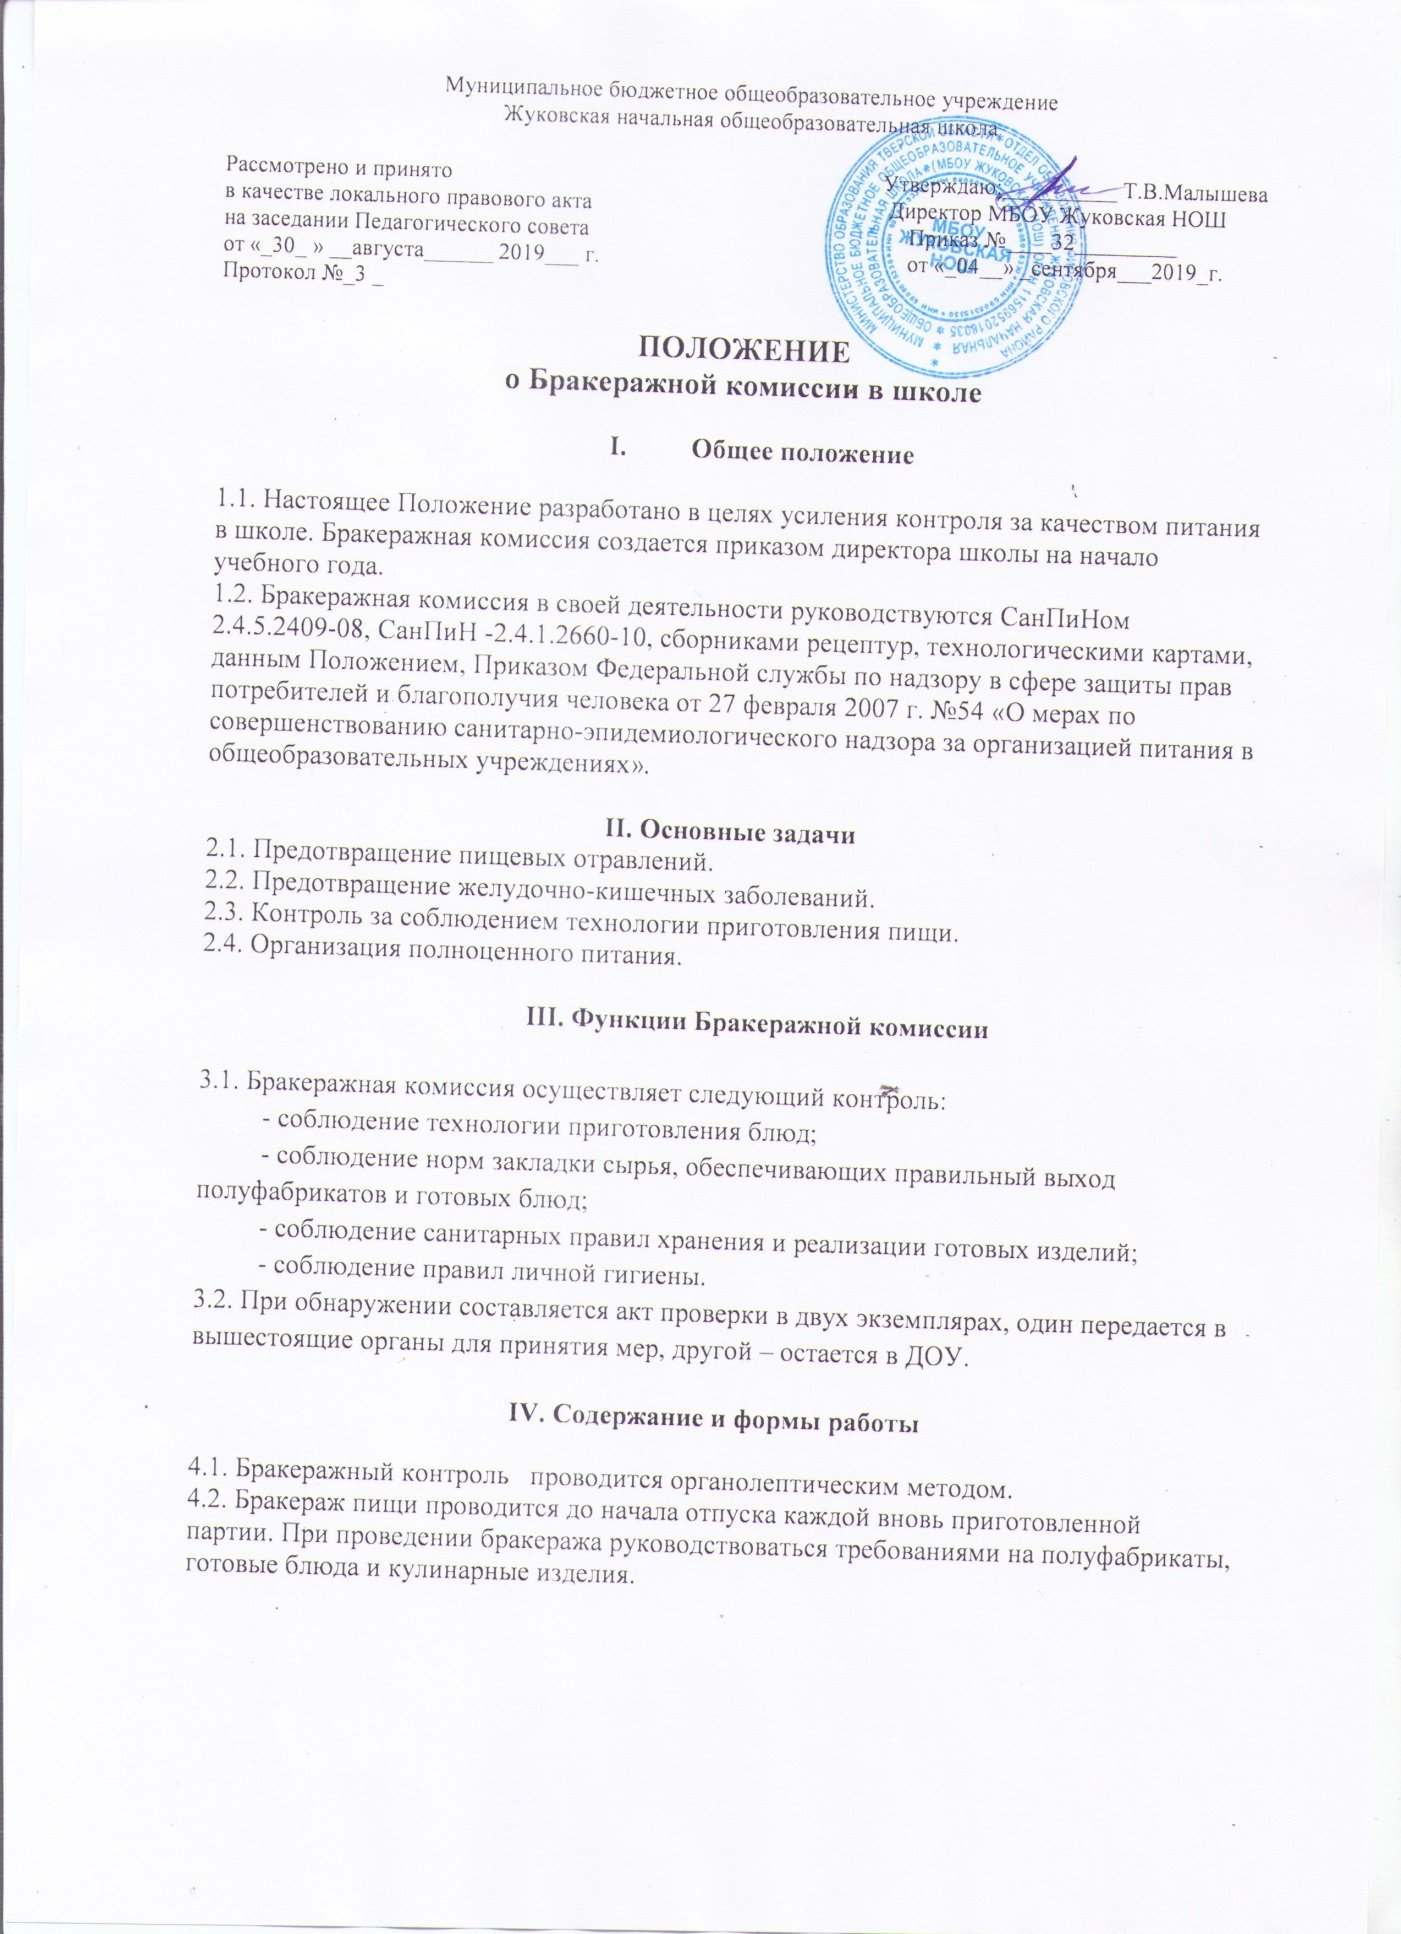 Муниципальное бюджетное общеобразовательное учреждение
Жуковская начальная общеобразовательная школа
Рассмотрено и принято
в качестве локального правового акта
на заседании Педагогического совета
от «_30_ » __августа______ 2019___ г.
Протокол №_3 _
Утверждаю:__________ Т.В.Малышева
Директор МБОУ Жуковская НОШ
Приказ №___32_________
от «_04__»_сентября___2019_г.
МБОУ
ЖУКОВСКАЯ
НОШ
ПОЛОЖЕНИЕ
о Бракеражной комиссии в школе
I. Общее положение
1.1. Настоящее Положение разработано в целях усиления контроля за качеством питания
в школе. Бракеражная комиссия создается приказом директора школы на начало
учебного года.
1.2. Бракеражная комиссия в своей деятельности руководствуются СанПиНом
2.4.5.2409-08, СанПиН -2.4.1.2660-10, сборниками рецептур, технологическими картами,
данным Положением, Приказом Федеральной службы по надзору в сфере защиты прав
потребителей и благополучия человека от 27 февраля 2007 г. №54 «О мерах по
совершенствованию санитарно-эпидемиологического надзора за организацией питания в
общеобразовательных учреждениях».
II. Основные задачи
2.1. Предотвращение пищевых отравлений.
2.2. Предотвращение желудочно-кишечных заболеваний.
2.3. Контроль за соблюдением технологии приготовления пищи.
2.4. Организация полноценного питания.
III. Функции Бракеражной комиссии
3.1. Бракеражная комиссия осуществляет следующий контроль:
- соблюдение технологии приготовления блюд;
- соблюдение норм закладки сырья, обеспечивающих правильный выход
полуфабрикатов и готовых блюд;
- соблюдение санитарных правил хранения и реализации готовых изделий;
- соблюдение правил личной гигиены.
3.2. При обнаружении составляется акт проверки в двух экземплярах, один передается в
вышестоящие органы для принятия мер, другой – остается в ДОУ.
IV. Содержание и формы работы
4.1. Бракеражный контроль проводится органолептическим методом.
4.2. Бракераж пищи проводится до начала отпуска каждой вновь приготовленной
партии. При проведении бракеража руководствоваться требованиями на полуфабрикаты,
готовые блюда и кулинарные изделия.